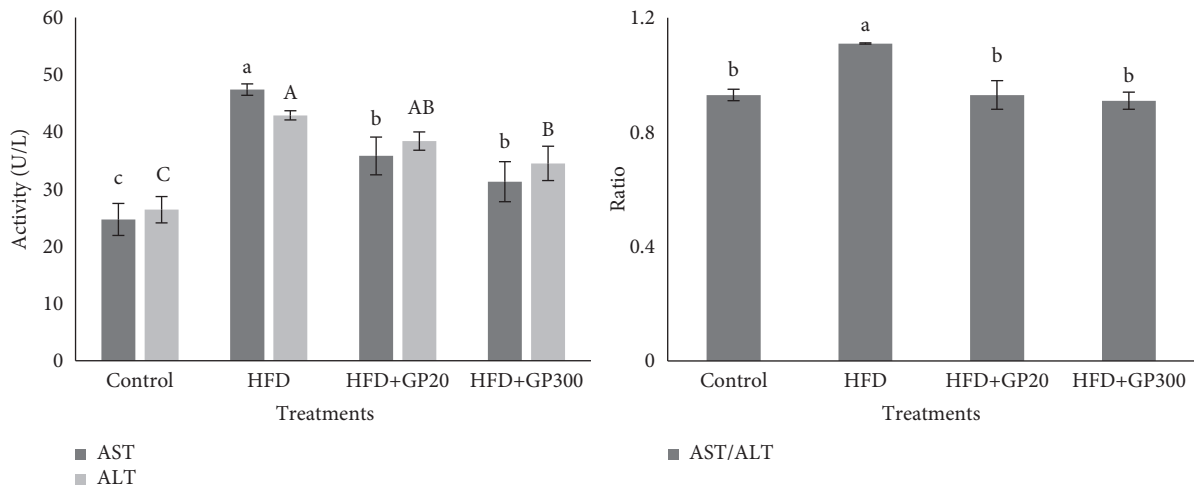 60
50
40
30
20
10
0
Activity (U/L)
c
C
a
A
b
AB
b
B
Control
HFD
HFD+GP20
HFD+GP300
Treatments
AST
ALT
1.2
0.8
0.4
0
Ratio
b
a
b
b
Control
HFD
HFD+GP20
HFD+GP300
Treatments
AST/ALT